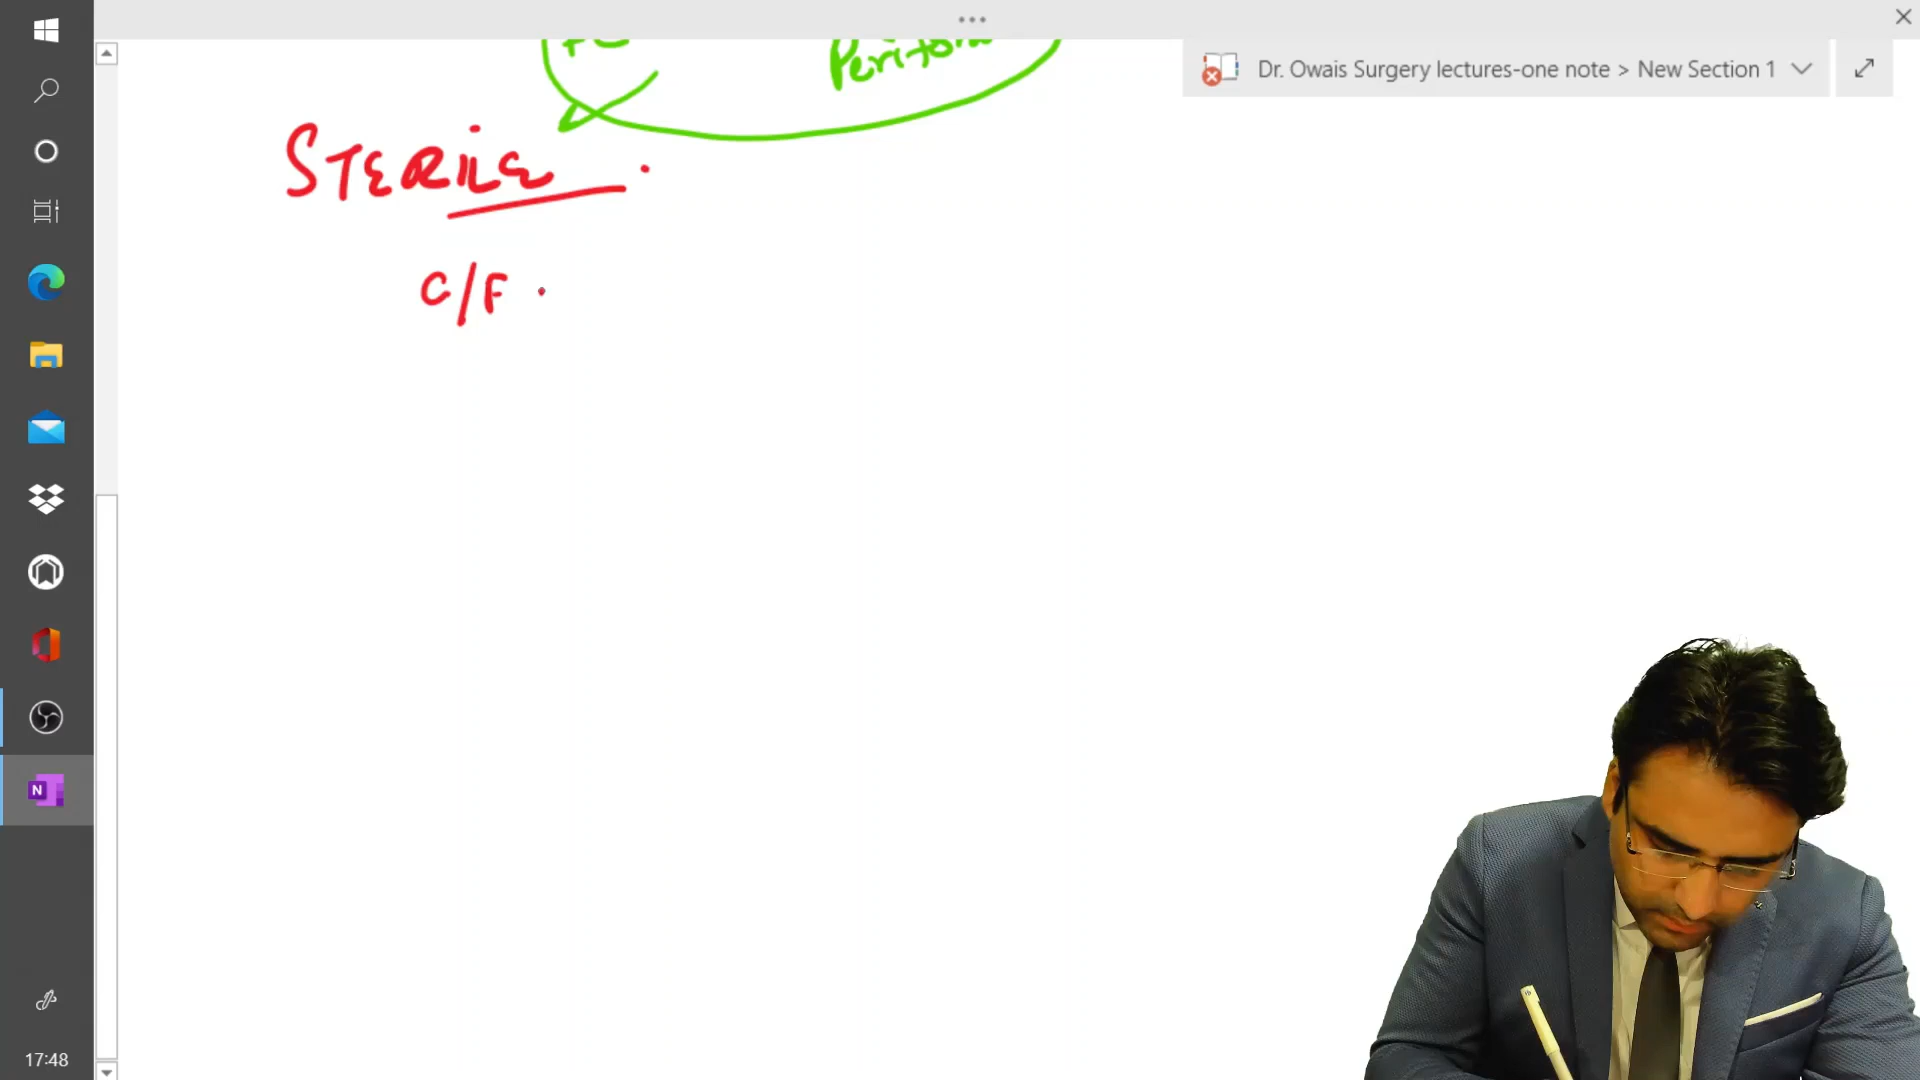 Dr. Owais Surgery lectures-one note > New Section 1
STERILE
C/F
N
17:48